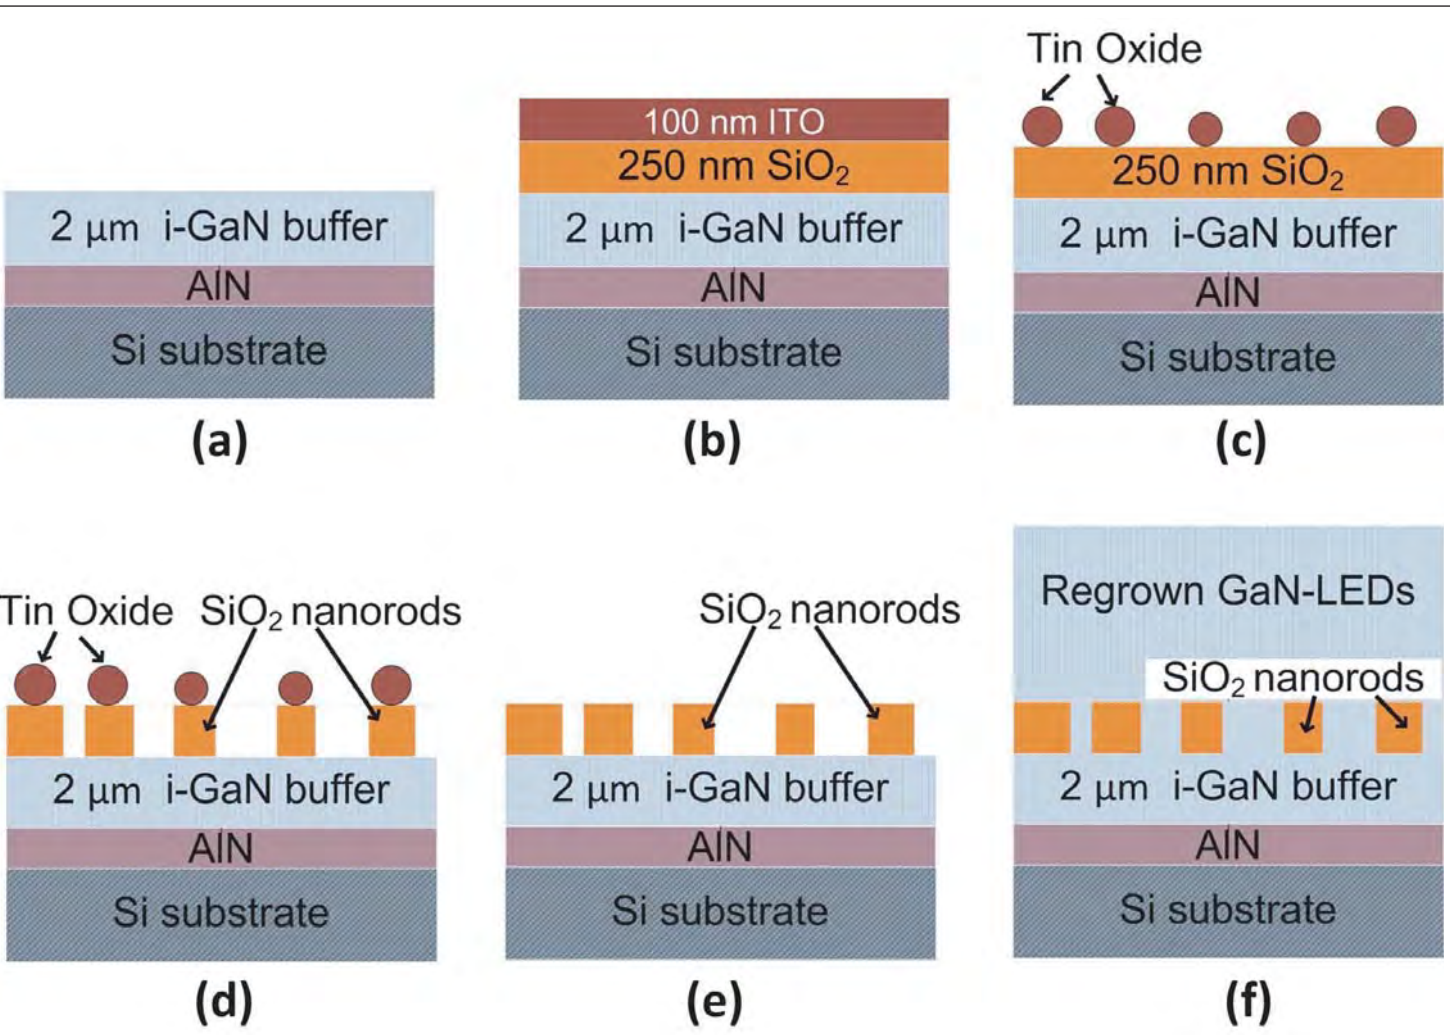 2 μm i-GaN buffer
AlN
Si substrate
(a)
100 nm ITO
250 nm SiO₂
2 μm i-GaN buffer
AlN
Si substrate
(b)
Tin Oxide
250 nm SiO₂
2 μm i-GaN buffer
AlN
Si substrate
(c)
Tin Oxide
SiO₂ nanorods
2 μm i-GaN buffer
AlN
Si substrate
(d)
SiO₂ nanorods
2 μm i-GaN buffer
AlN
Si substrate
(e)
Regrown GaN-LEDs
SiO₂ nanorods
2 μm i-GaN buffer
AlN
Si substrate
(f)